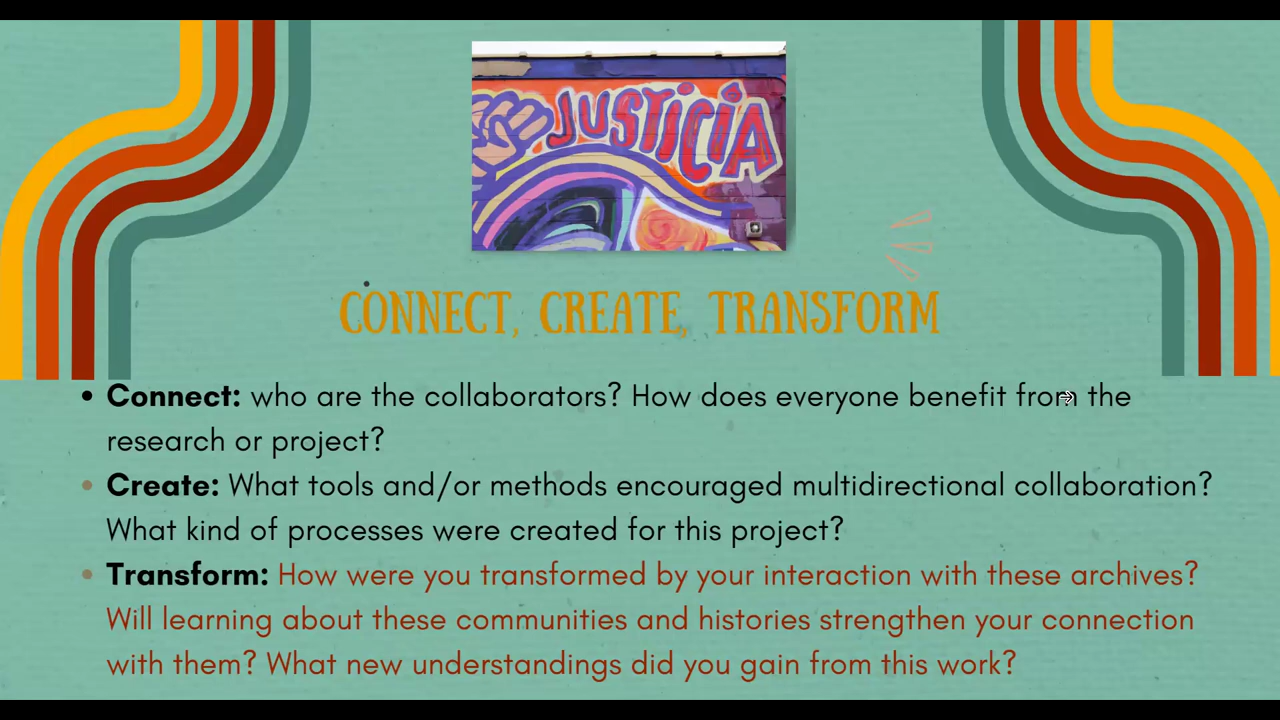 JUSTICIA
CONNECT, CREATE, TRANSFORM
• Connect: who are the collaborators? How does everyone benefit from the
research or project?
• Create: What tools and/or methods encouraged multidirectional collaboration?
What kind of processes were created for this project?
• Transform: How were you transformed by your interaction with these archives?
Will learning about these communities and histories strengthen your connection
with them? What new understandings did you gain from this work?